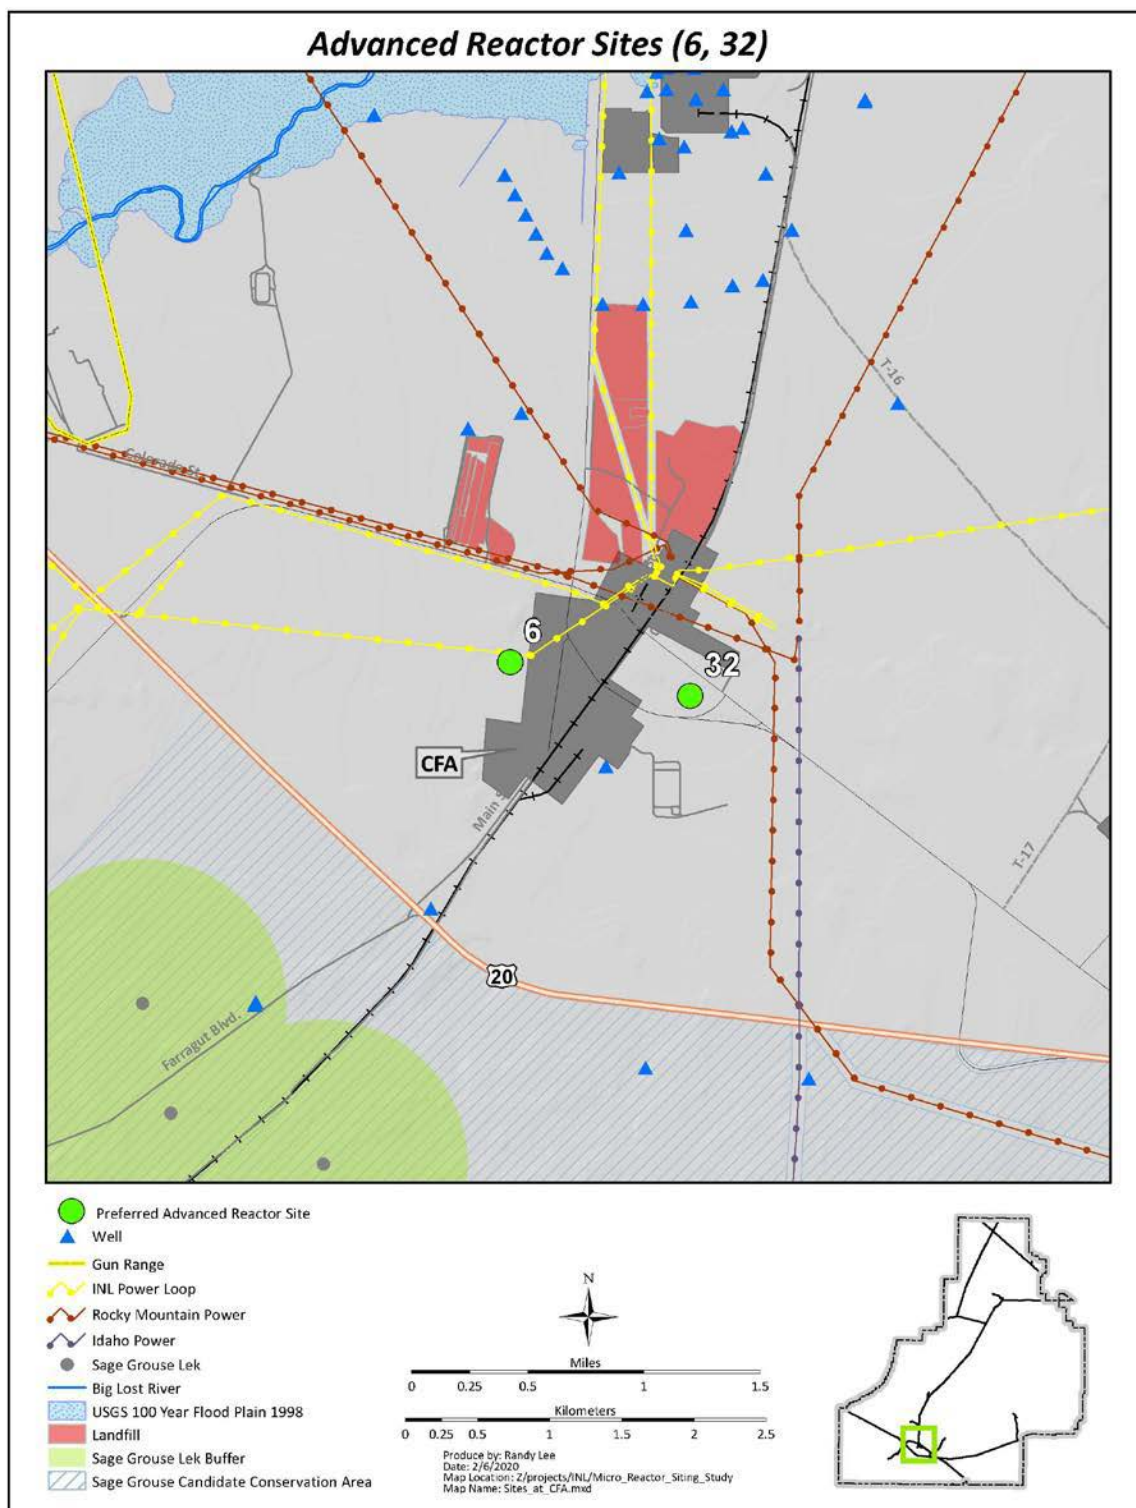 Advanced Reactor Sites (6, 32)
T-16
Colorado St.
6
32
CFA
Main S
T-17
20
Farragut Blvd.
Preferred Advanced Reactor Site
Well
Gun Range
INL Power Loop
Rocky Mountain Power
Idaho Power
Sage Grouse Lek
Big Lost River
USGS 100 Year Flood Plain 1998
Landfill
Sage Grouse Lek Buffer
Sage Grouse Candidate Conservation Area
N
Miles
0 0.25 0.5 1 1.5
Kilometers
0 0.25 0.5 1 1.5 2 2.5
Produce by: Randy Lee
Date: 2/6/2020
Map Location: Z/projects/INL/Micro_Reactor_Siting_Study
Map Name: Sites_at_CFA.mxd